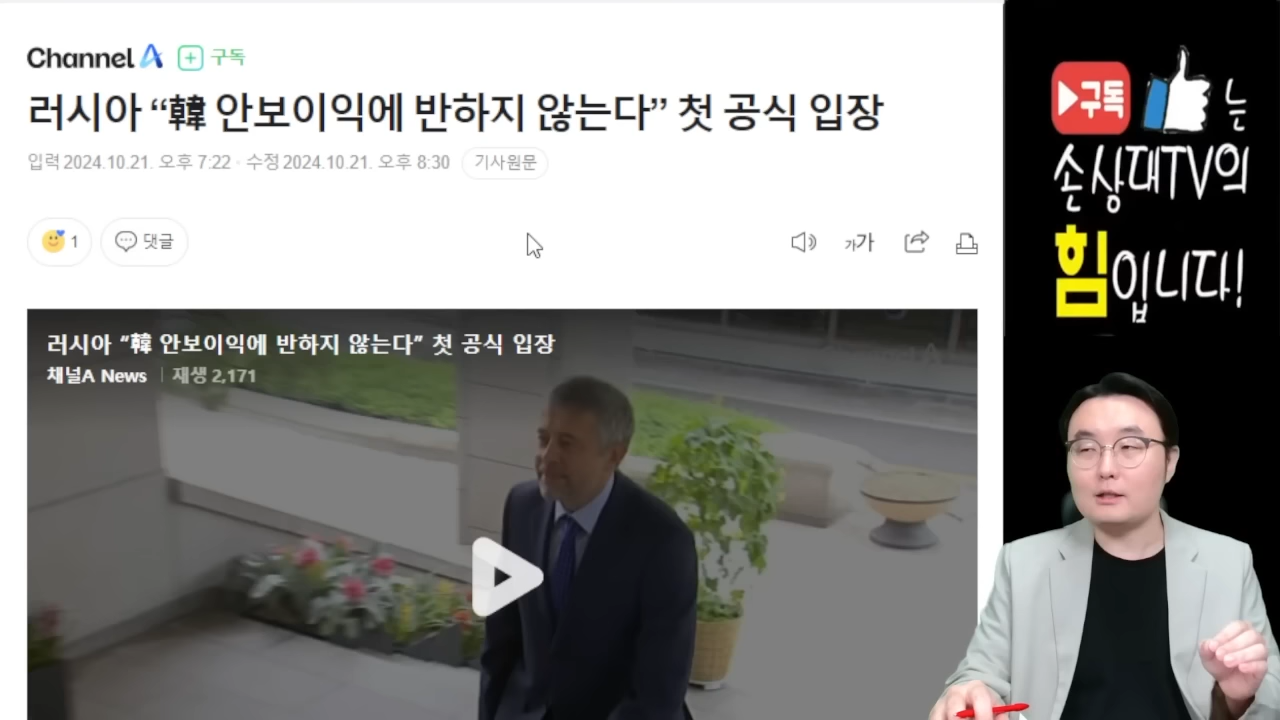 Channel A + 구독
러시아 “韓 안보이익에 반하지 않는다” 첫 공식 입장
입력 2024.10.21. 오후 7:22 · 수정 2024.10.21. 오후 8:30 기사원문
1 댓글
가가
러시아 “韓 안보이익에 반하지 않는다” 첫 공식 입장
채널A News | 재생 2,171
구독 는
손상대TV의
힘입니다!